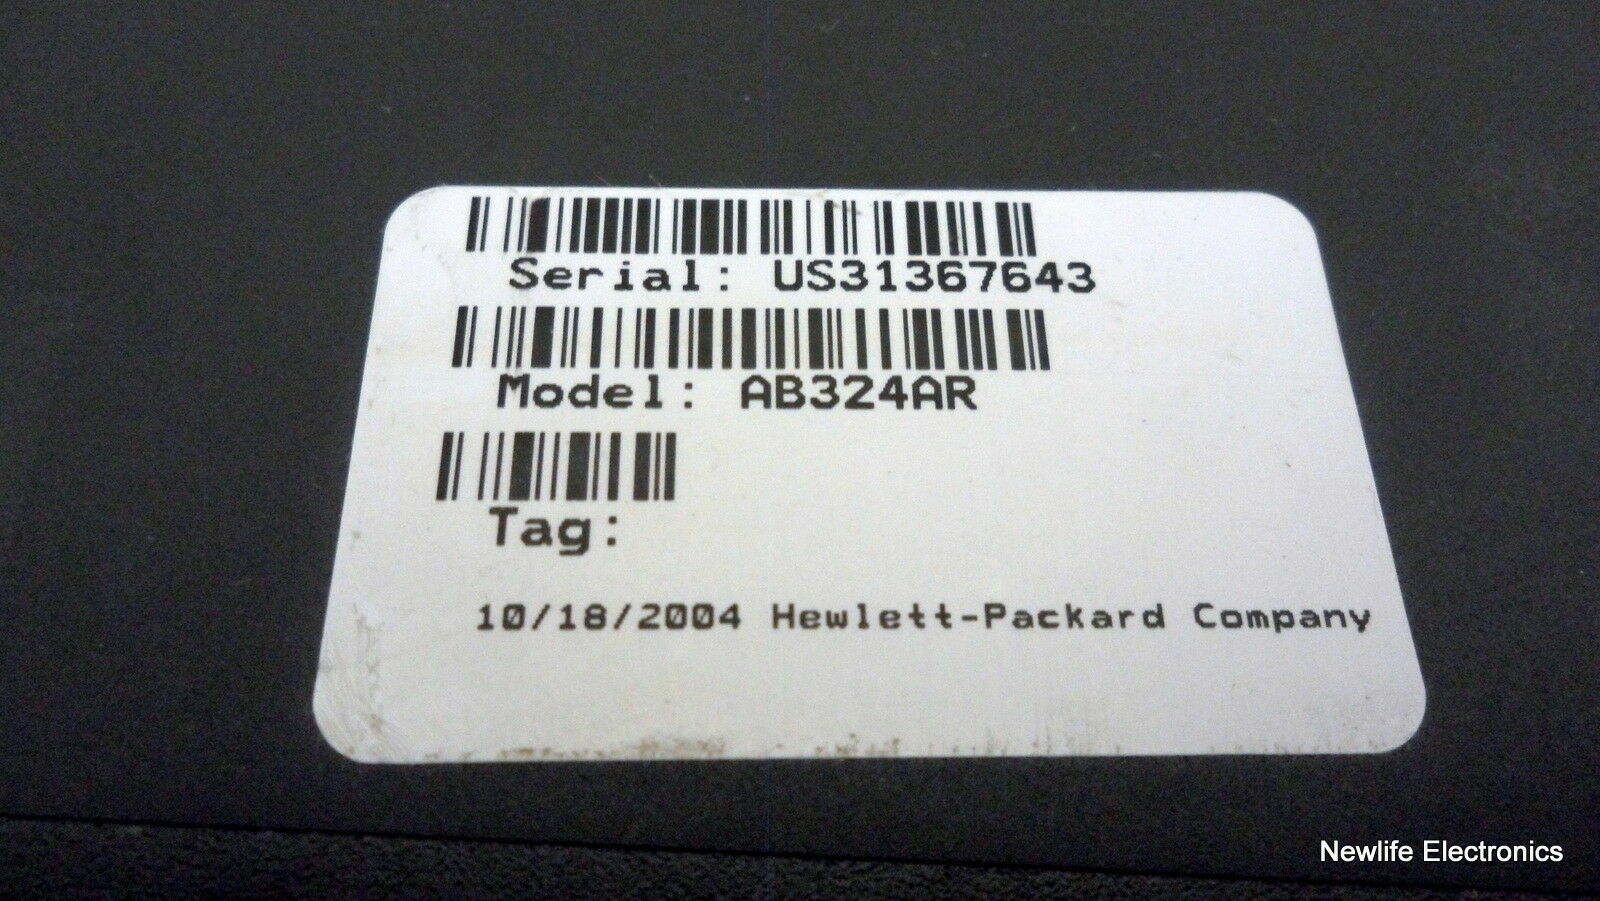 Serial: US31367643
Model: AB324AR
Tag:
10/18/2004 Hewlett-Packard Company
Newlife Electronics